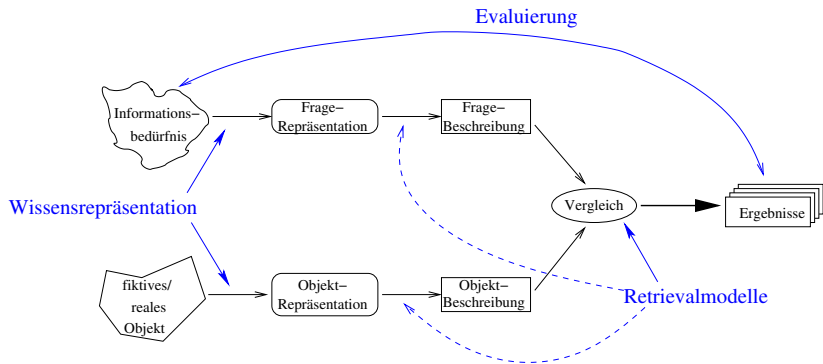 Evaluierung
Informations−
bedürfnis
Frage−
Repräsentation
Frage−
Beschreibung
Wissensrepräsentation
Vergleich
Ergebnisse
fiktives/
reales
Objekt
Objekt−
Repräsentation
Objekt−
Beschreibung
Retrievalmodelle